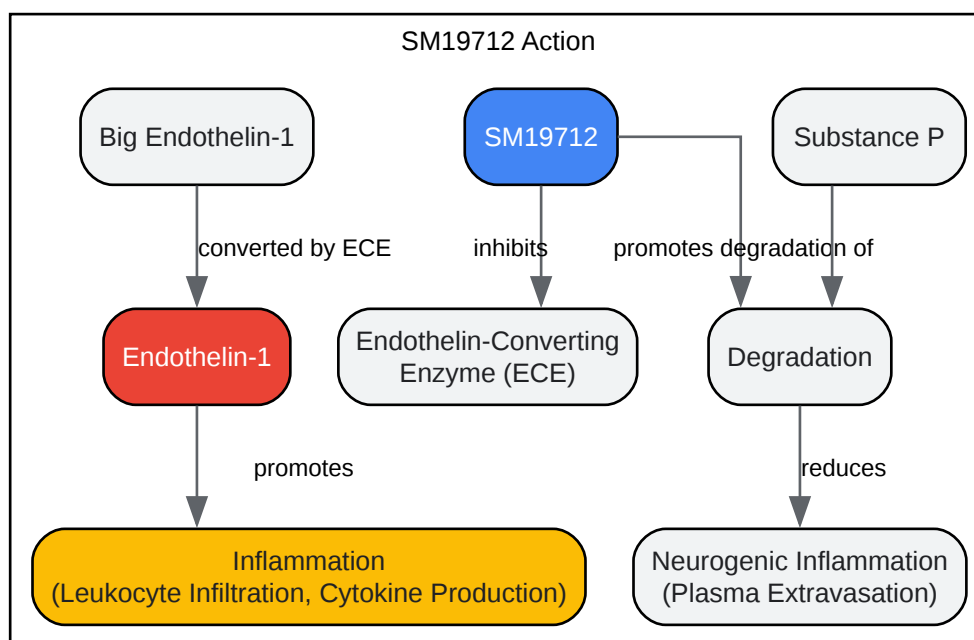 SM19712 Action
Big Endothelin-1
SM19712
Substance P
converted by ECE
inhibits
promotes degradation of
Endothelin-1
Endothelin-Converting
Enzyme (ECE)
Degradation
promotes
reduces
Inflammation
(Leukocyte Infiltration, Cytokine Production)
Neurogenic Inflammation
(Plasma Extravasation)